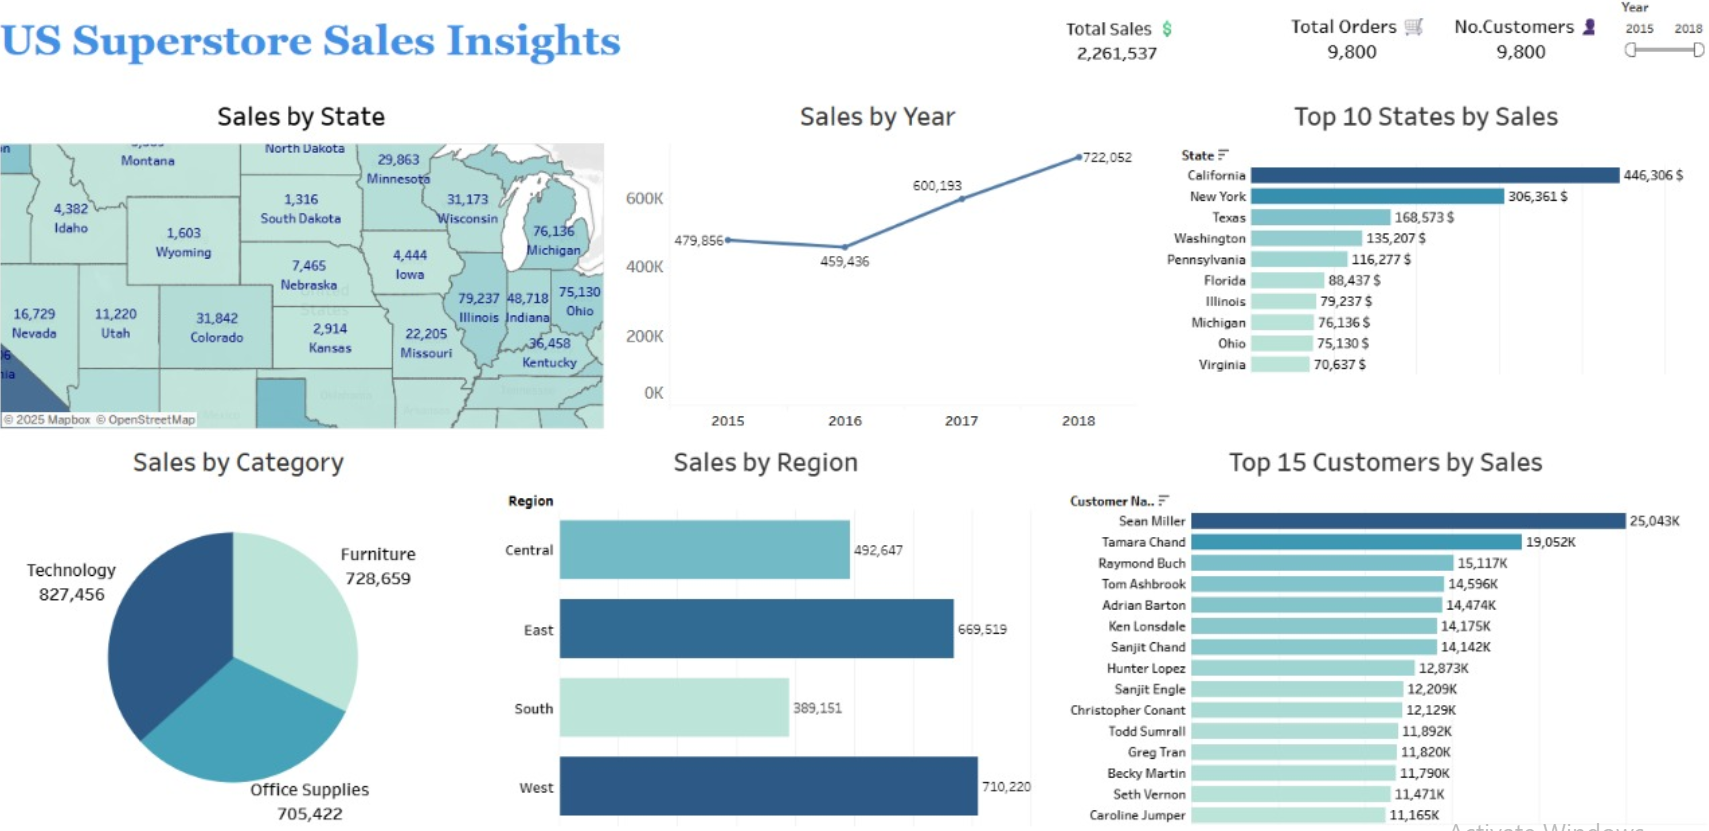 US Superstore Sales Insights
Total Sales
2,261,537
Total Orders
9,800
No.Customers
9,800
Year
2015 2018
Sales by State
Montana
North Dakota
29,863
Minnesota
4,382
Idaho
1,316
South Dakota
31,173
Wisconsin
1,603
Wyoming
76,136
Michigan
7,465
Nebraska
4,444
Iowa
United
States
16,729
Nevada
11,220
Utah
31,842
Colorado
2,914
Kansas
22,205
Missouri
79,237
Illinois
48,718
Indiana
75,130
Ohio
36,458
Kentucky
© 2025 Mapbox © OpenStreetMap
Sales by Year
600K
400K
200K
0K
479,856
459,436
600,193
722,052
2015 2016 2017 2018
Top 10 States by Sales
State
California 446,306 $
New York 306,361 $
Texas 168,573 $
Washington 135,207 $
Pennsylvania 116,277 $
Florida 88,437 $
Illinois 79,237 $
Michigan 76,136 $
Ohio 75,130 $
Virginia 70,637 $
Sales by Category
Technology
827,456
Furniture
728,659
Office Supplies
705,422
Sales by Region
Region
Central 492,647
East 669,519
South 389,151
West 710,220
Top 15 Customers by Sales
Customer Na..
Sean Miller 25,043K
Tamara Chand 19,052K
Raymond Buch 15,117K
Tom Ashbrook 14,596K
Adrian Barton 14,474K
Ken Lonsdale 14,175K
Sanjit Chand 14,142K
Hunter Lopez 12,873K
Sanjit Engle 12,209K
Christopher Conant 12,129K
Todd Sumrall 11,892K
Greg Tran 11,820K
Becky Martin 11,790K
Seth Vernon 11,471K
Caroline Jumper 11,165K